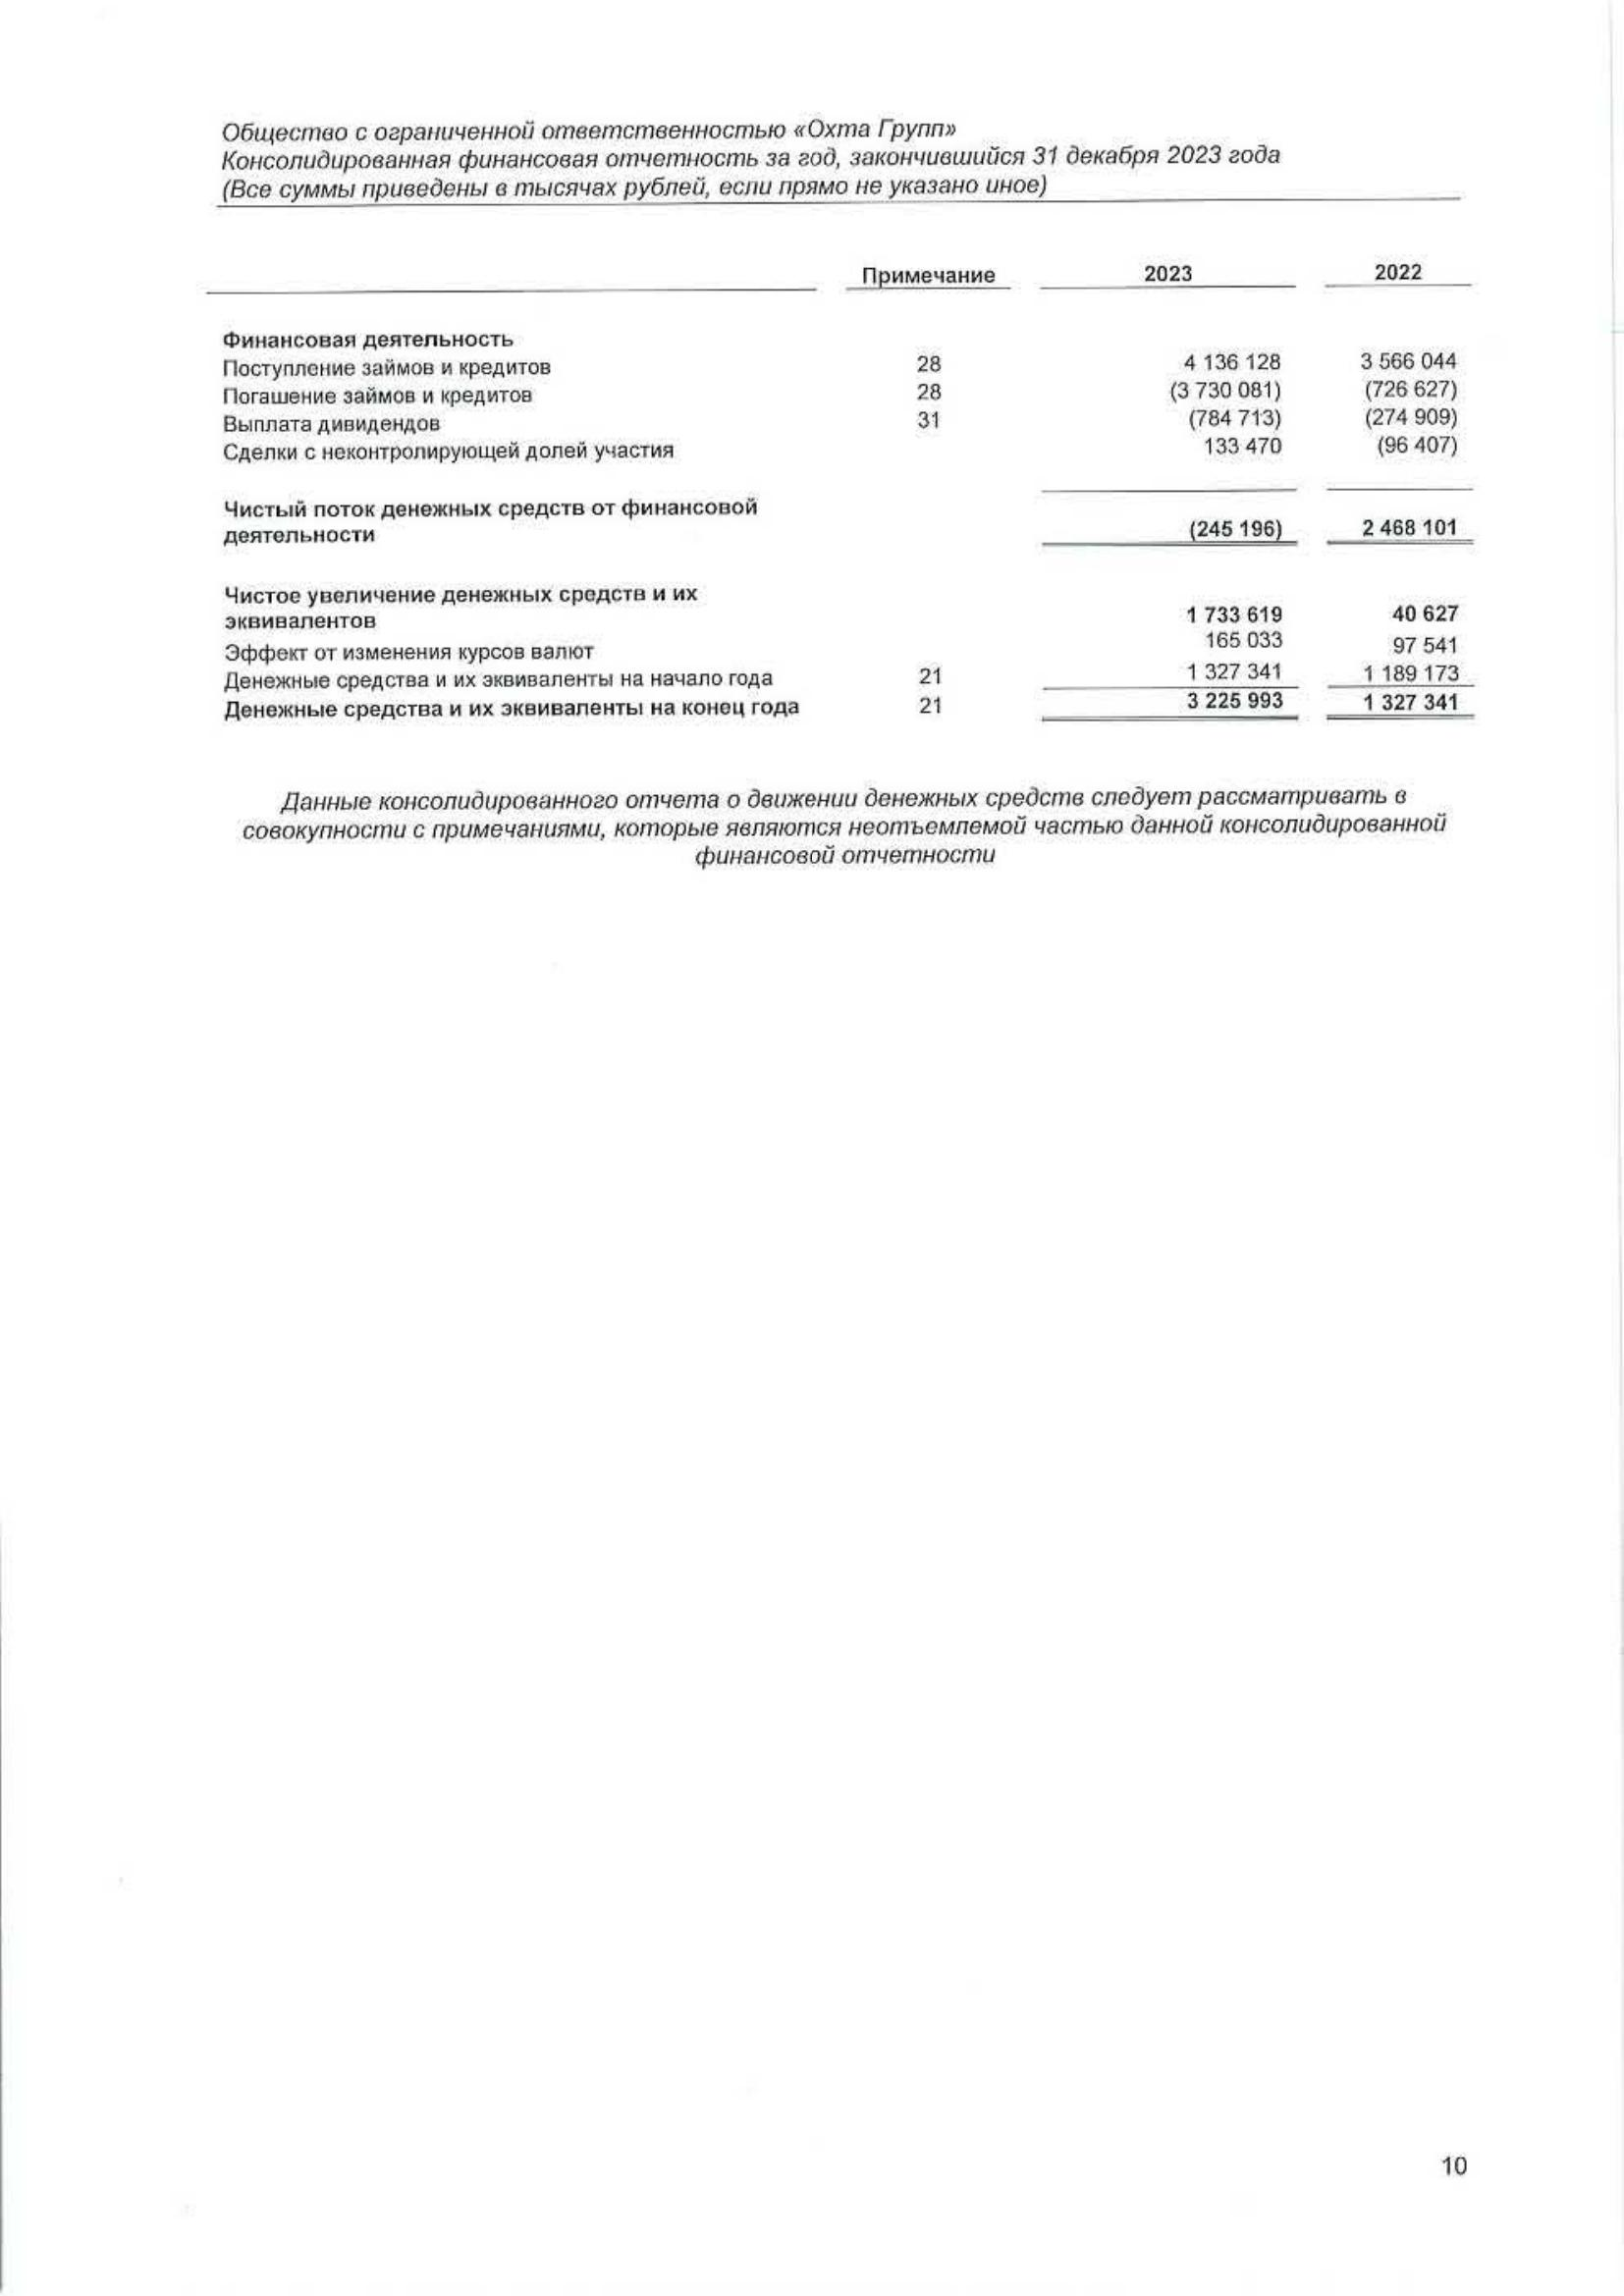 Общество с ограниченной ответственностью «Охта Групп»
Консолидированная финансовая отчетность за год, закончившийся 31 декабря 2023 года
(Все суммы приведены в тысячах рублей, если прямо не указано иное)
Примечание 2023 2022
Финансовая деятельность
Поступление займов и кредитов 28 4 136 128 3 566 044
Погашение займов и кредитов 28 (3 730 081) (726 627)
Выплата дивидендов 31 (784 713) (274 909)
Сделки с неконтролирующей долей участия 133 470 (96 407)
Чистый поток денежных средств от финансовой
деятельности (245 196) 2 468 101
Чистое увеличение денежных средств и их
эквивалентов 1 733 619 40 627
Эффект от изменения курсов валют 165 033 97 541
Денежные средства и их эквиваленты на начало года 21 1 327 341 1 189 173
Денежные средства и их эквиваленты на конец года 21 3 225 993 1 327 341
Данные консолидированного отчета о движении денежных средств следует рассматривать в
совокупности с примечаниями, которые являются неотъемлемой частью данной консолидированной
финансовой отчетности
10